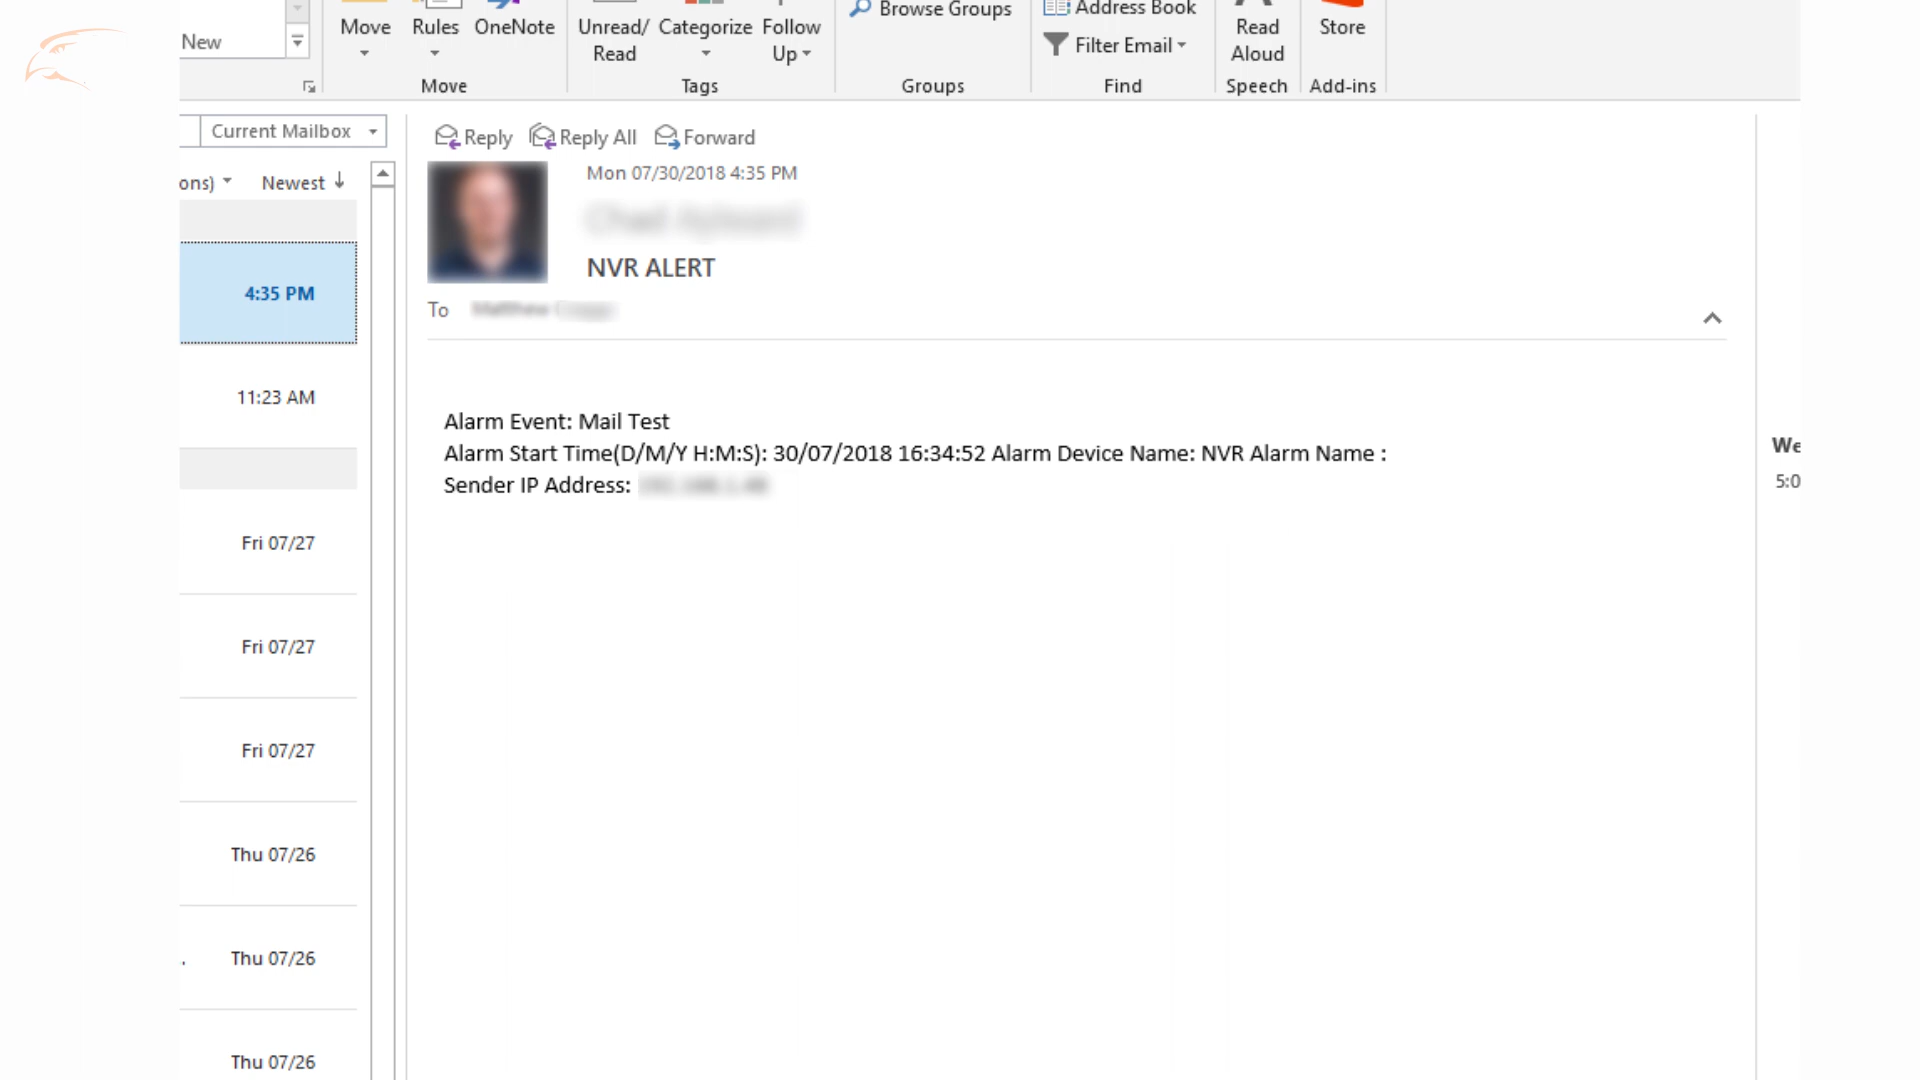 New
Move
Rules
OneNote
Unread/
Read
Categorize
Follow
Up
Browse Groups
Address Book
Filter Email
Read
Aloud
Store
Move
Tags
Groups
Find
Speech
Add-ins
Current Mailbox
ons)
Newest
4:35 PM
11:23 AM
Fri 07/27
Fri 07/27
Fri 07/27
Thu 07/26
Thu 07/26
Thu 07/26
Reply
Reply All
Forward
Mon 07/30/2018 4:35 PM
NVR ALERT
To
Alarm Event: Mail Test
Alarm Start Time(D/M/Y H:M:S): 30/07/2018 16:34:52 Alarm Device Name: NVR Alarm Name :
Sender IP Address:
We
5:0